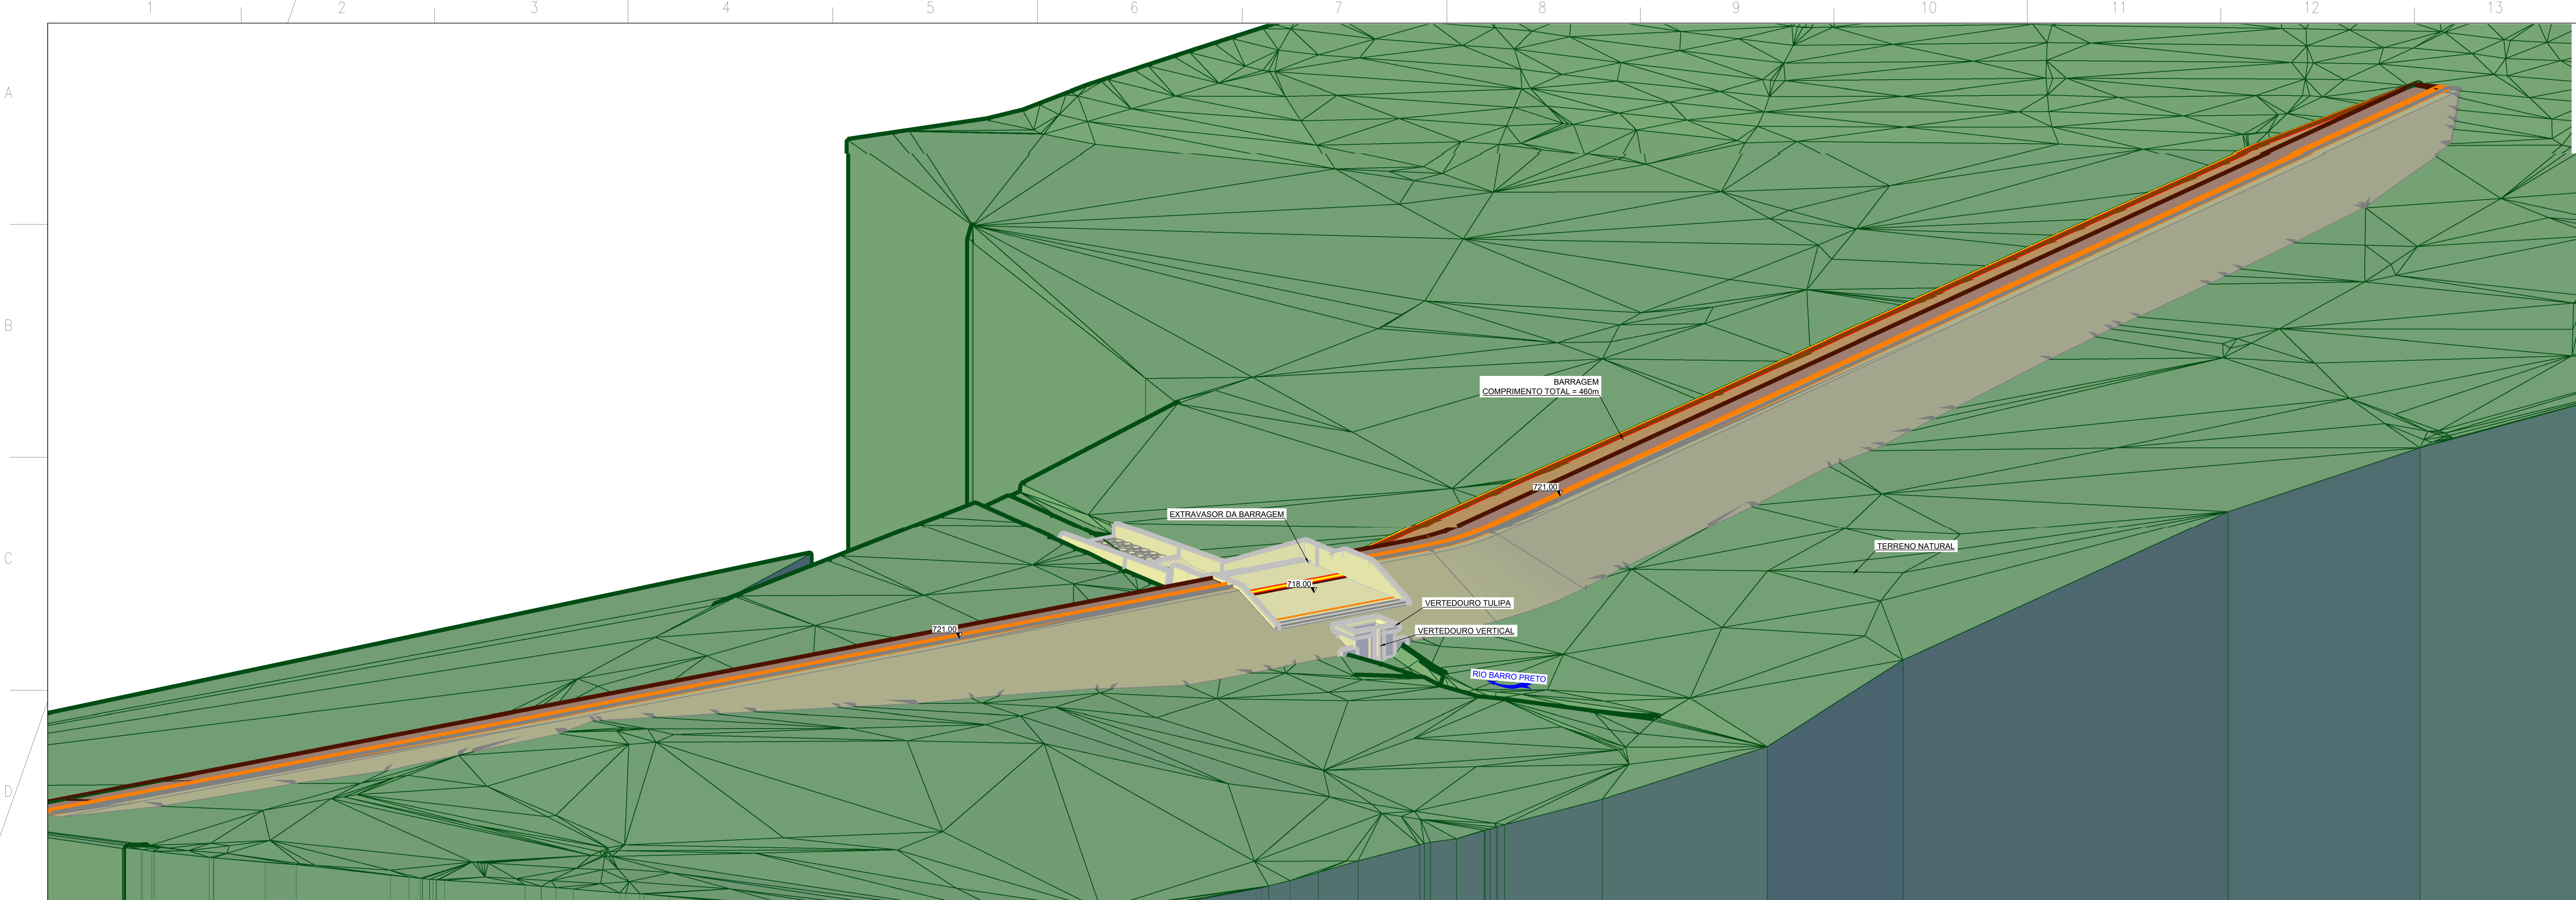 1 2 3 4 5 6 7 8 9 10 11 12 13
A
B
BARRAGEM
COMPRIMENTO TOTAL = 460m
721.00
EXTRAVASOR DA BARRAGEM
TERRENO NATURAL
C
718.00
VERTEDOURO TULIPA
721.00
VERTEDOURO VERTICAL
RIO BARRO PRETO
D